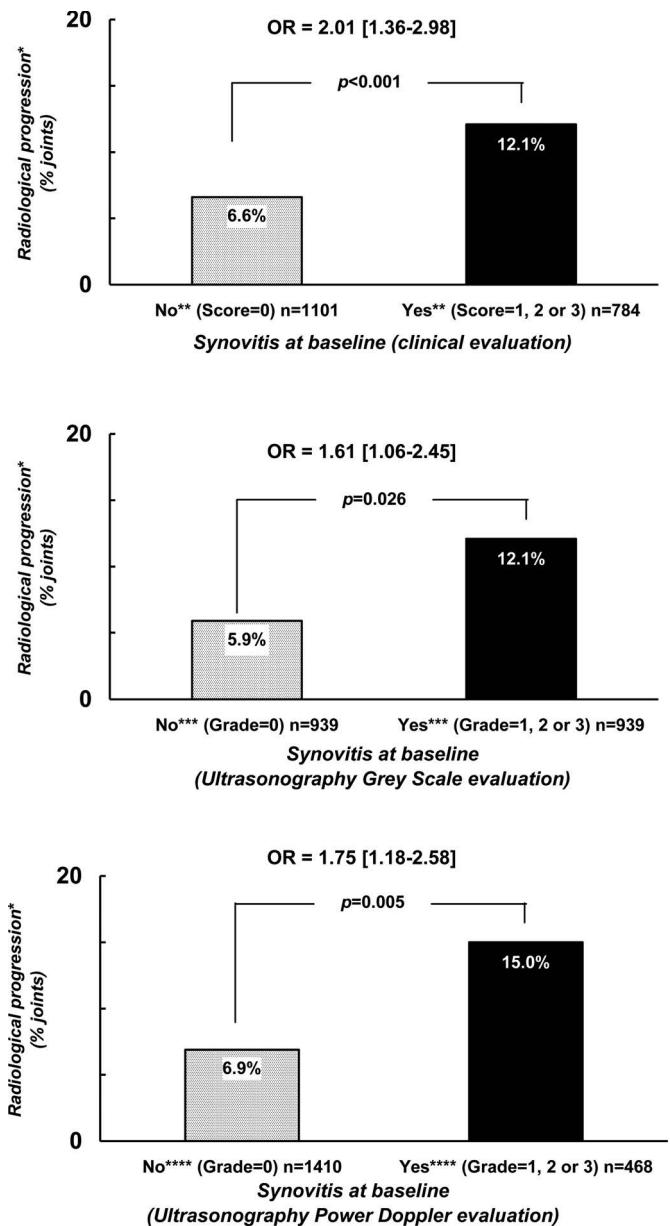 OR = 2.01 [1.36-2.98]
p<0.001
Radiological progression*
(% joints)
20
0
6.6%
12.1%
No** (Score=0) n=1101
Yes** (Score=1, 2 or 3) n=784
Synovitis at baseline (clinical evaluation)
OR = 1.61 [1.06-2.45]
p=0.026
Radiological progression*
(% joints)
20
0
5.9%
12.1%
No*** (Grade=0) n=939
Yes*** (Grade=1, 2 or 3) n=939
Synovitis at baseline
(Ultrasonography Grey Scale evaluation)
OR = 1.75 [1.18-2.58]
p=0.005
Radiological progression*
(% joints)
20
0
6.9%
15.0%
No**** (Grade=0) n=1410
Yes**** (Grade=1, 2 or 3) n=468
Synovitis at baseline
(Ultrasonography Power Doppler evaluation)